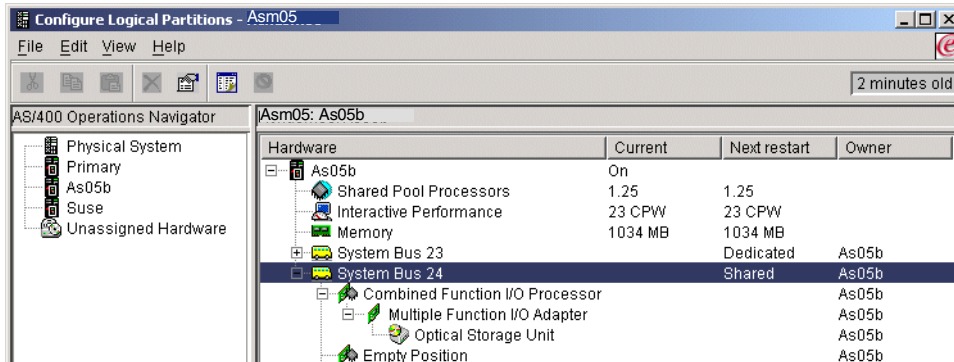 Configure Logical Partitions - Asm05
File Edit View Help
2 minutes old
AS/400 Operations Navigator
Asm05: As05b
Physical System
Primary
As05b
Suse
Unassigned Hardware
Hardware Current Next restart Owner
As05b On
Shared Pool Processors 1.25 1.25
Interactive Performance 23 CPW 23 CPW
Memory 1034 MB 1034 MB
System Bus 23 Dedicated As05b
System Bus 24 Shared As05b
Combined Function I/O Processor As05b
Multiple Function I/O Adapter As05b
Optical Storage Unit As05b
Empty Position As05b